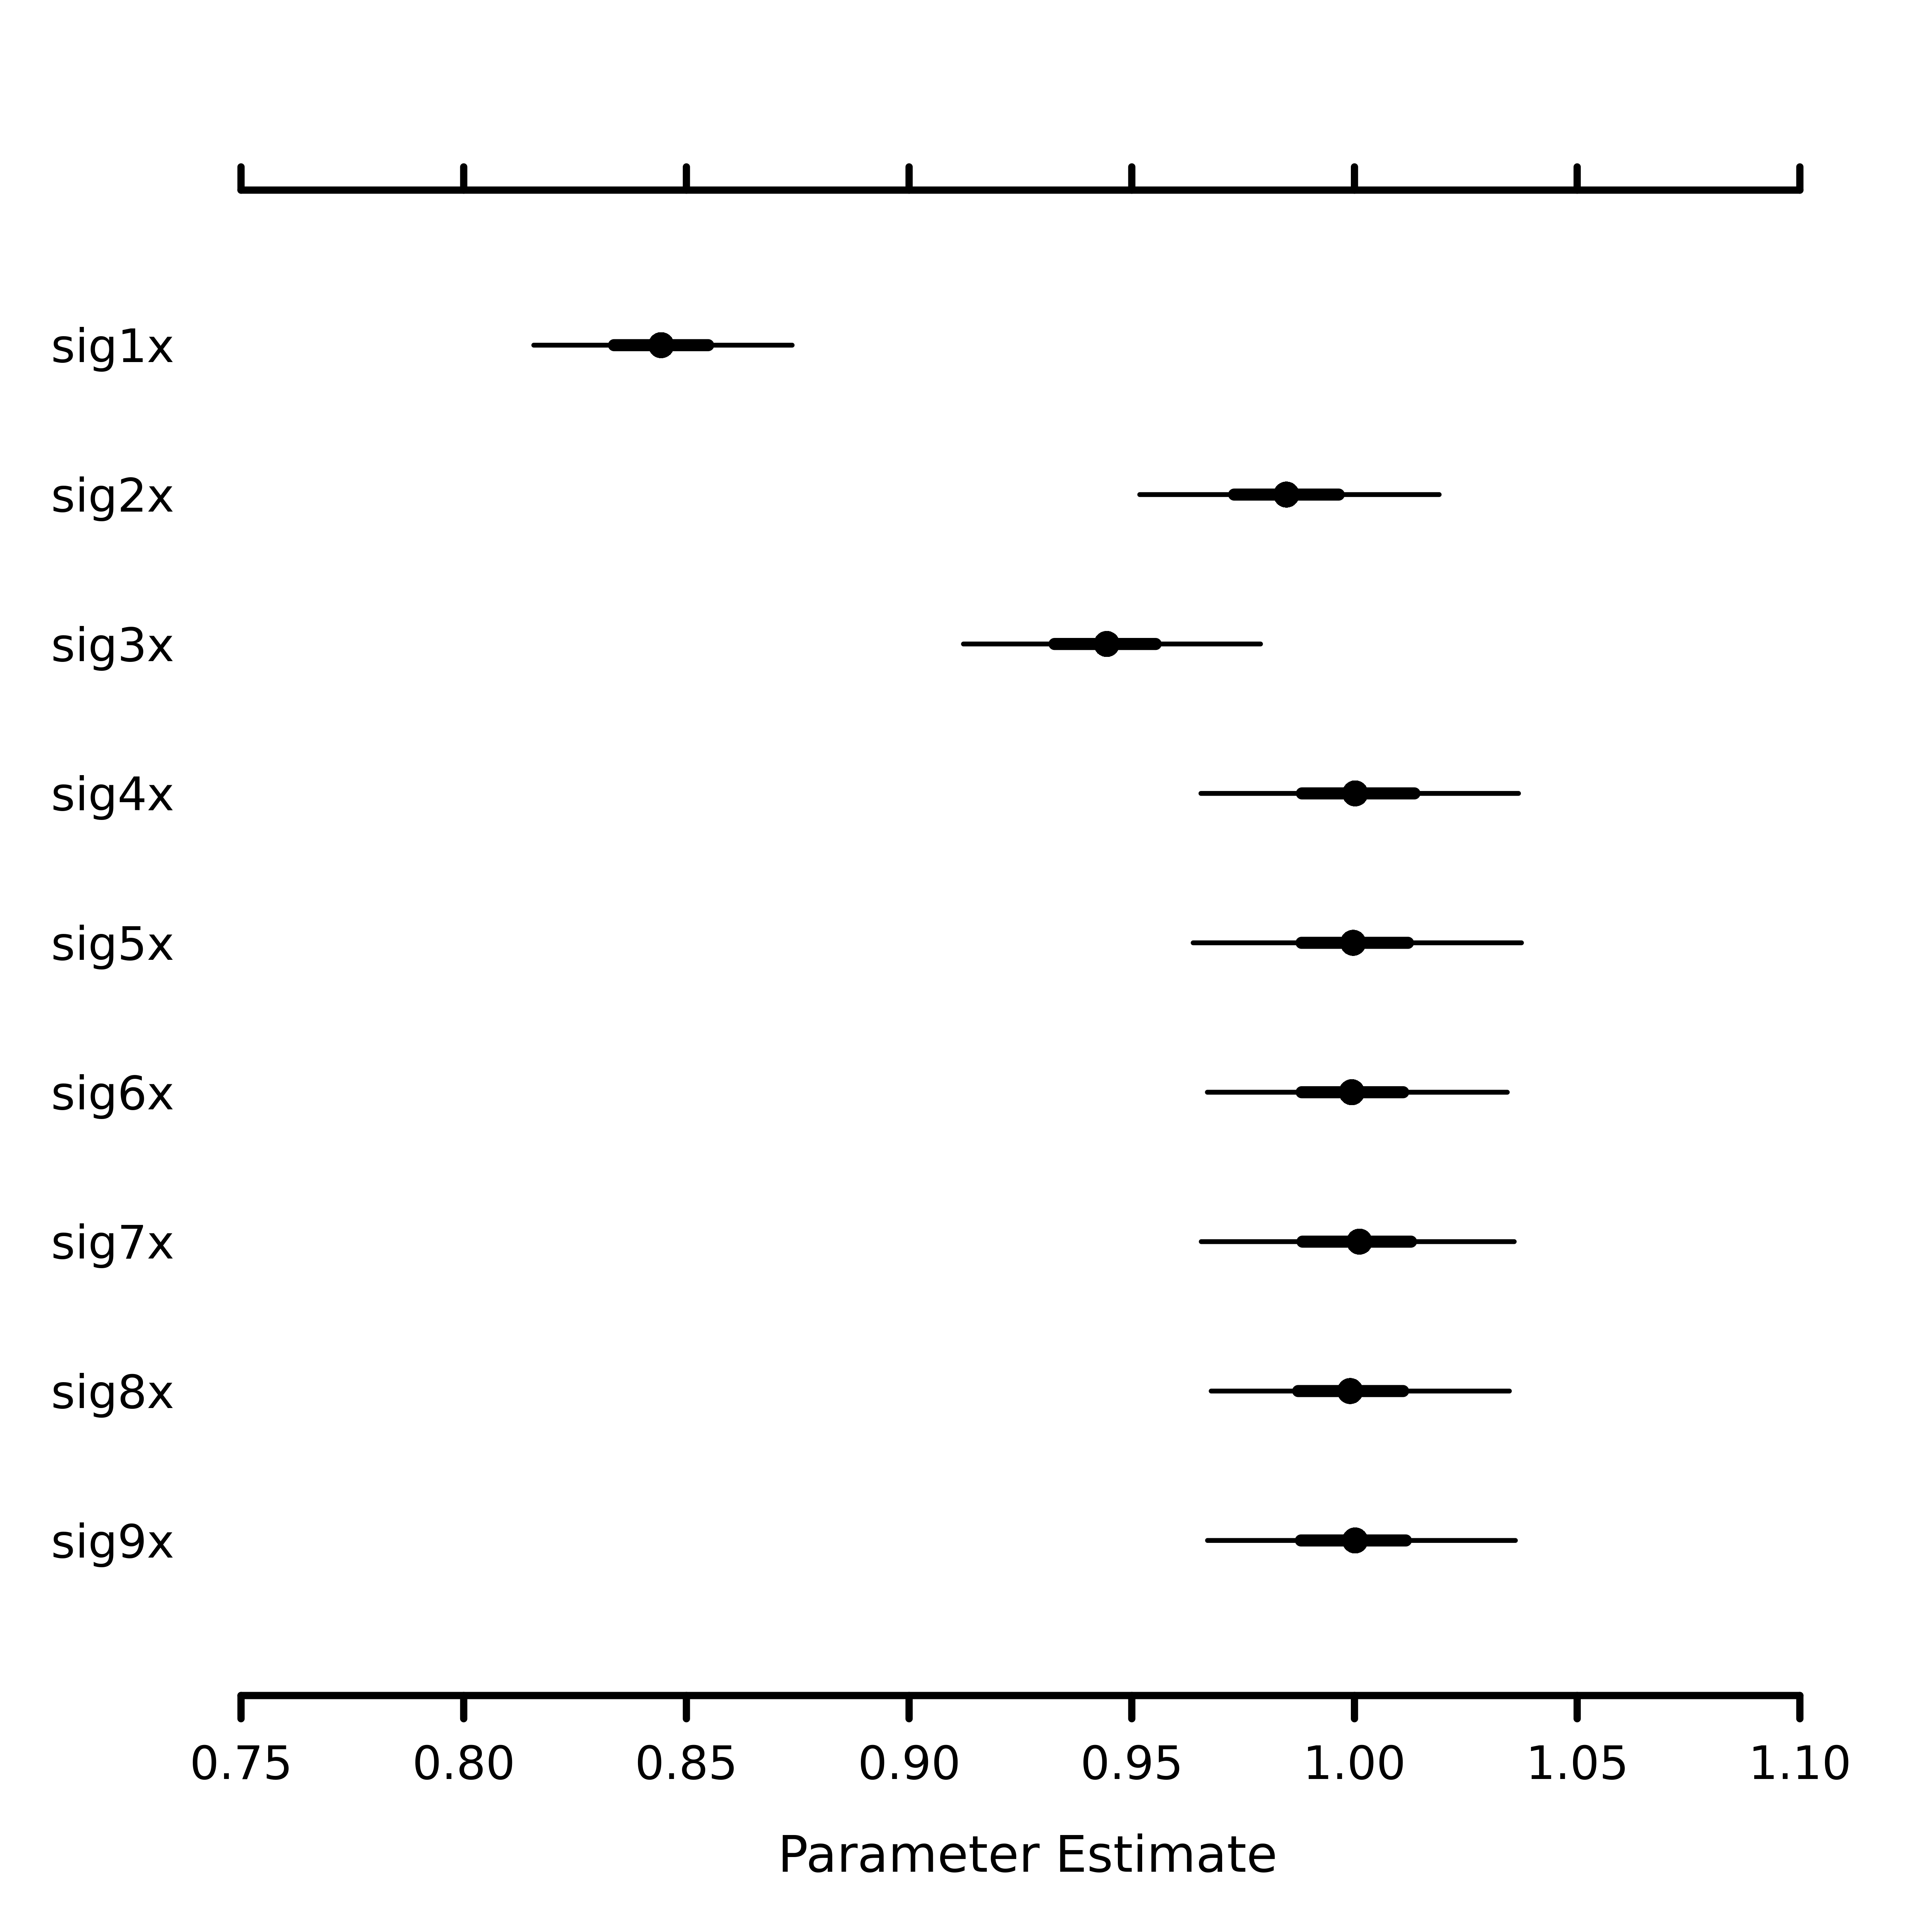 sig1x
sig2x
sig3x
sig4x
sig5x
sig6x
sig7x
sig8x
sig9x
0.75 0.80 0.85 0.90 0.95 1.00 1.05 1.10
Parameter Estimate